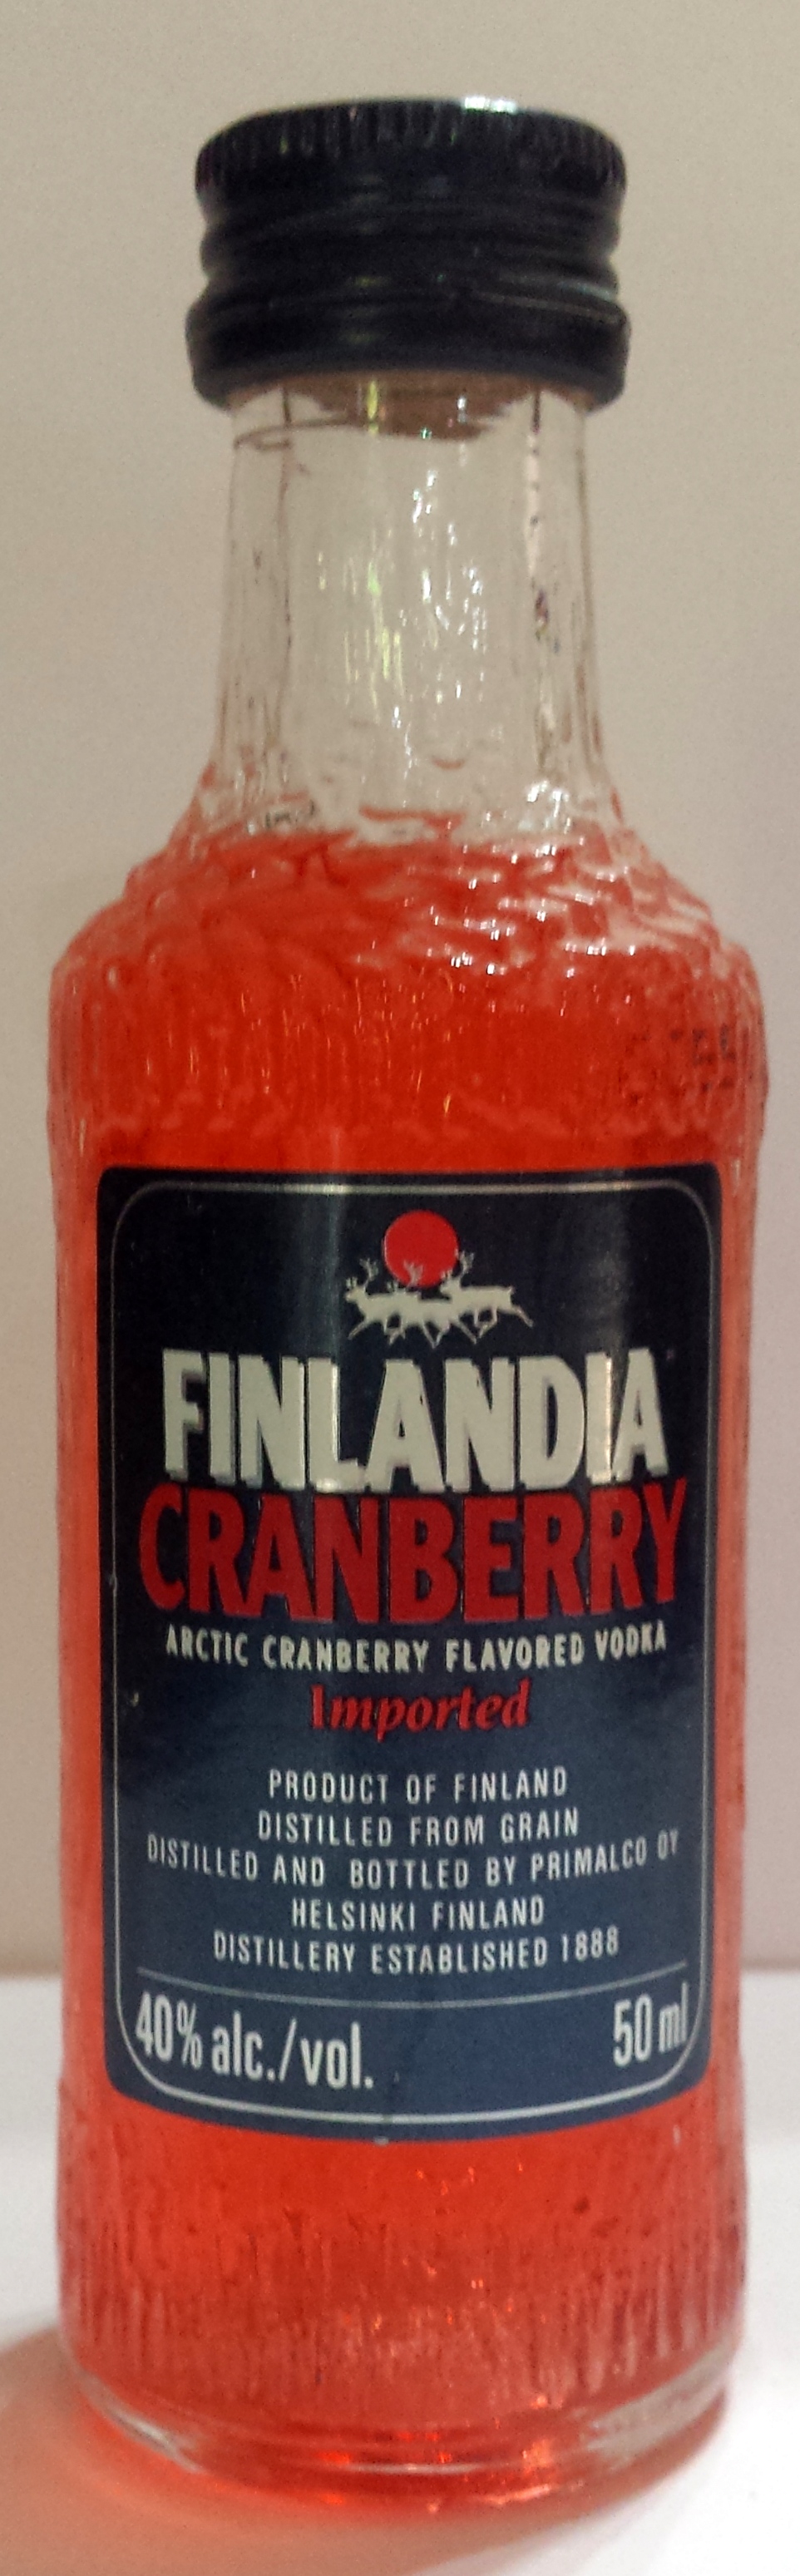 FINLANDIA
CRANBERRY
ARCTIC CRANBERRY FLAVORED VODKA
Imported
PRODUCT OF FINLAND
DISTILLED FROM GRAIN
DISTILLED AND BOTTLED BY PRIMALCO OY
HELSINKI FINLAND
DISTILLERY ESTABLISHED 1888
40% alc./vol. 50 ml